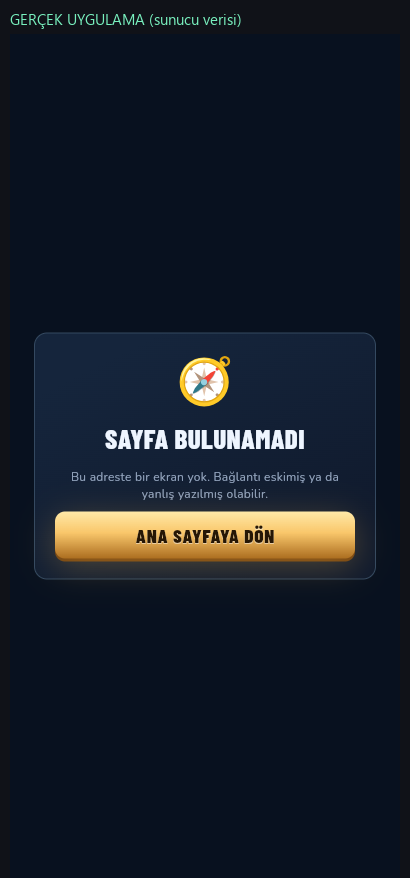 GERÇEK UYGULAMA (sunucu verisi)
SAYFA BULUNAMADI
Bu adreste bir ekran yok. Bağlantı eskimiş ya da
yanlış yazılmış olabilir.
ANA SAYFAYA DÖN